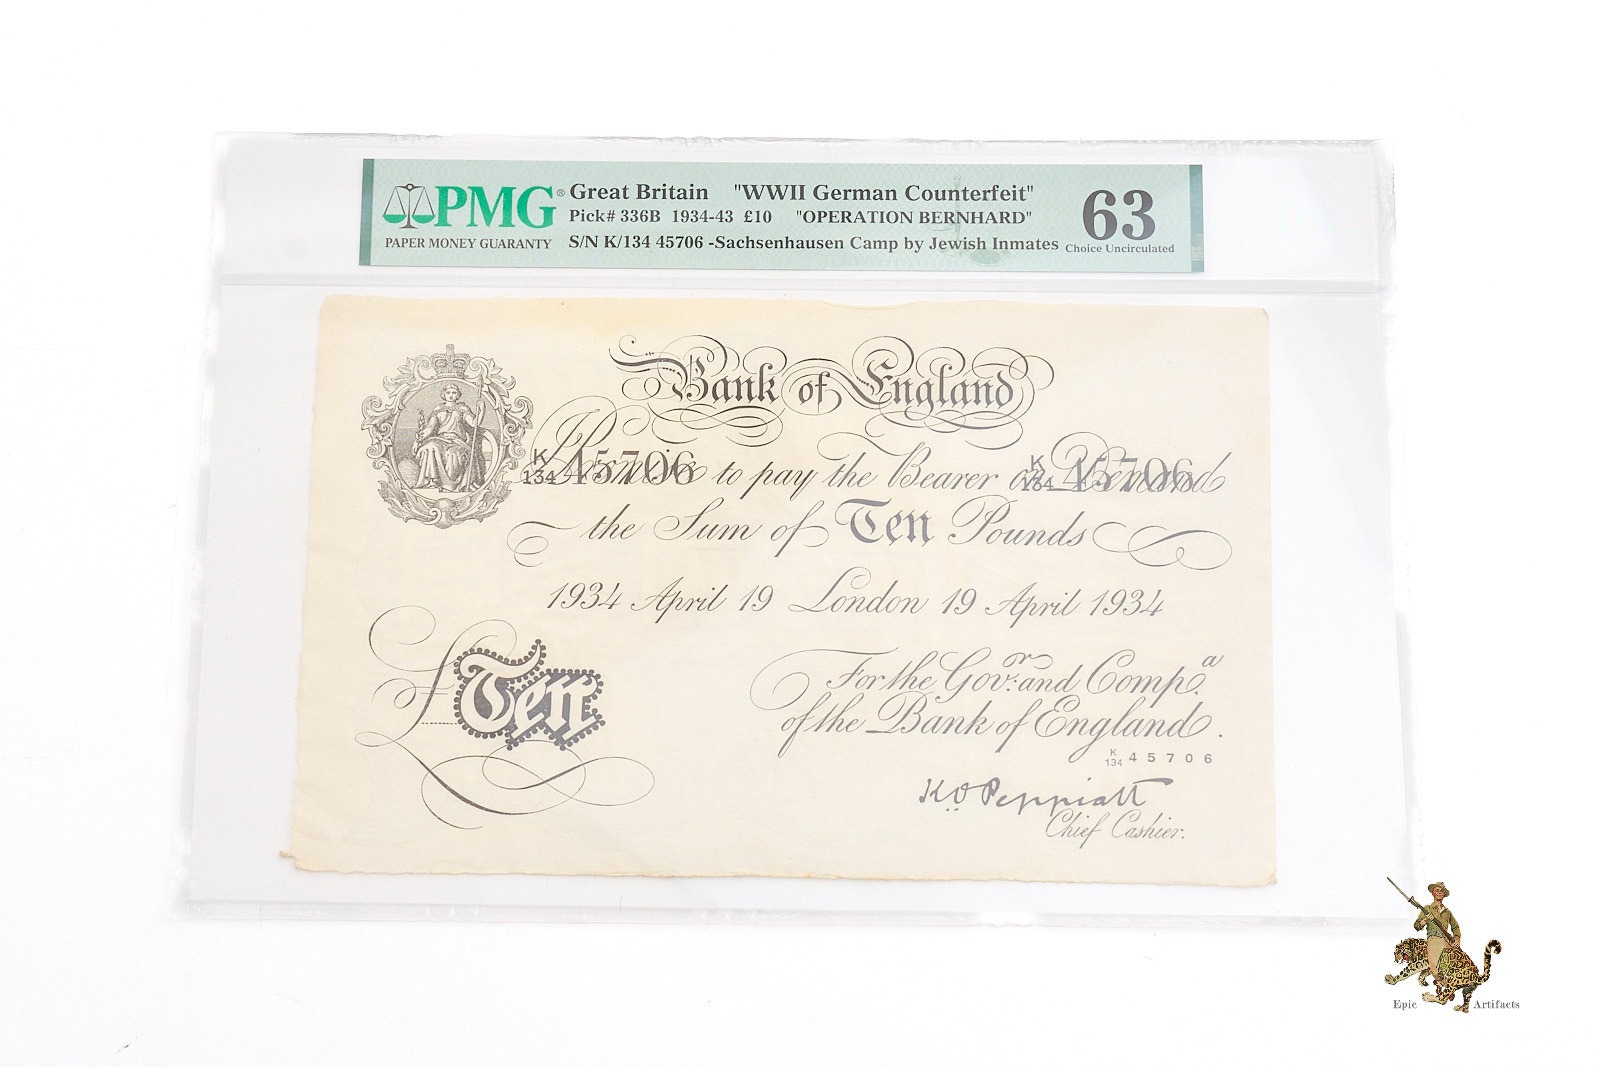 PMG® Great Britain "WWII German Counterfeit" 63
Pick# 336B 1934-43 £10 "OPERATION BERNHARD"
PAPER MONEY GUARANTY S/N K/134 45706 -Sachsenhausen Camp by Jewish Inmates Choice Uncirculated
Bank of England
K/134 45706 K/134 45706
I Promise to pay the Bearer on Demand
the Sum of Ten Pounds
1934 April 19 London 19 April 1934
£Ten
For the Govr: and Compa.
of the Bank of England.
K/134 45706
K.O. Peppiatt
Chief Cashier.
Epic Artifacts